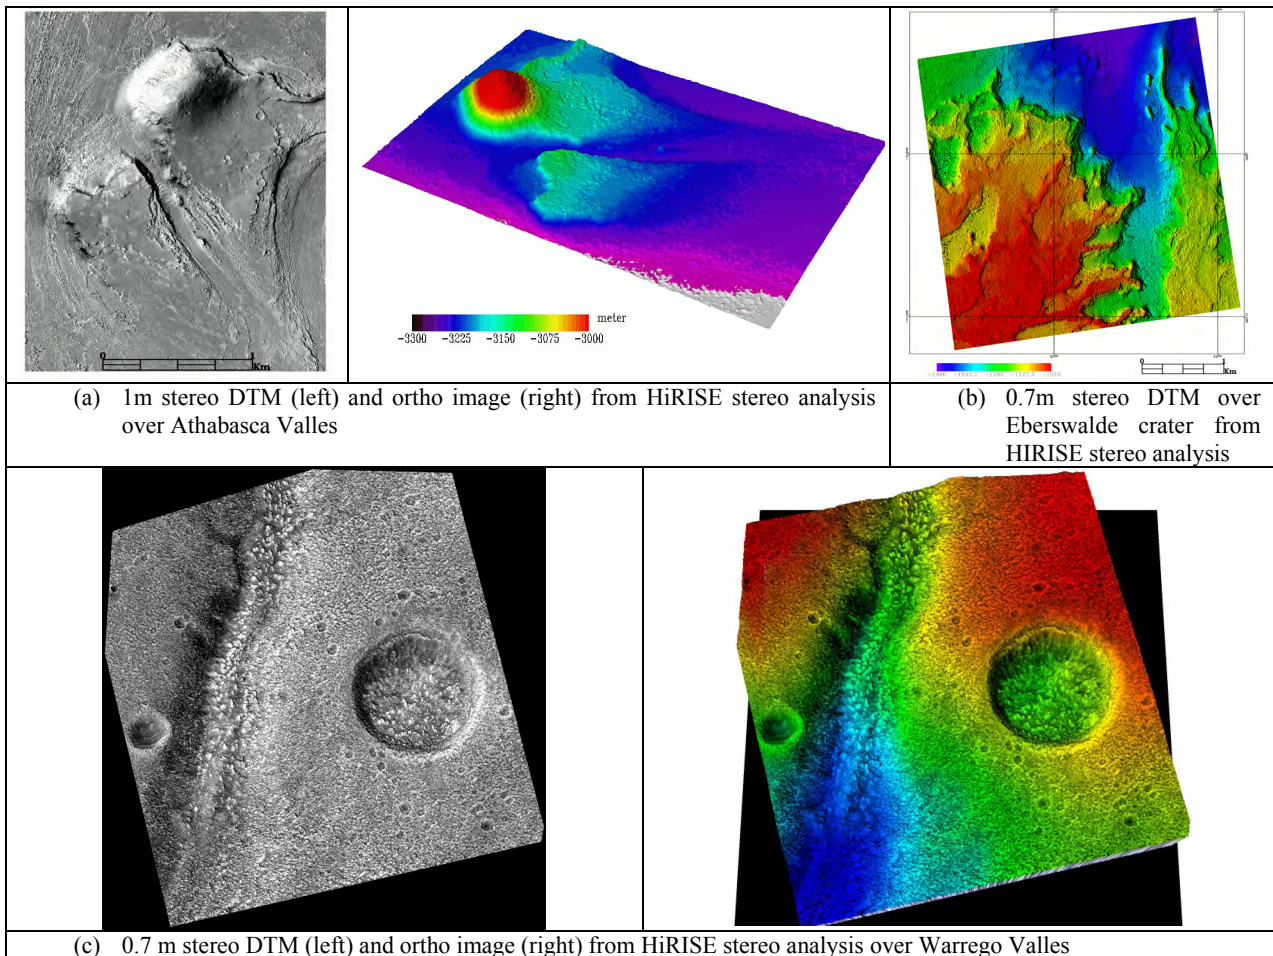 0 1
Km
meter
−3300 −3225 −3150 −3075 −3000
Km
(a) 1m stereo DTM (left) and ortho image (right) from HiRISE stereo analysis
over Athabasca Valles
(b) 0.7m stereo DTM over
Eberswalde crater from
HIRISE stereo analysis
(c) 0.7 m stereo DTM (left) and ortho image (right) from HiRISE stereo analysis over Warrego Valles